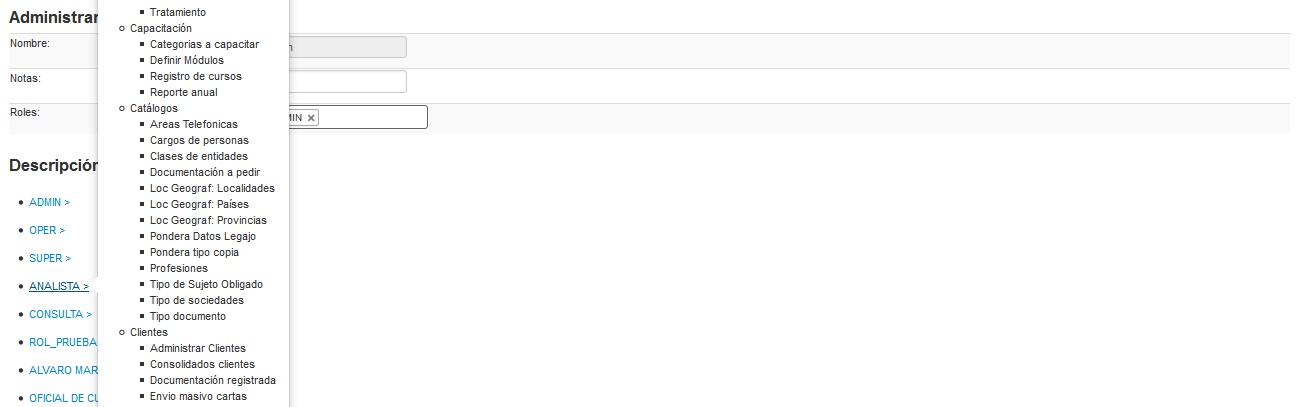 Administrar
Nombre:
Notas:
Roles:
Descripción
ADMIN >
OPER >
SUPER >
ANALISTA >
CONSULTA >
ROL_PRUEBA
ALVARO MAR
OFICIAL DE CU
Tratamiento
Capacitación
Categorias a capacitar
Definir Módulos
Registro de cursos
Reporte anual
Catálogos
Areas Telefonicas
Cargos de personas
Clases de entidades
Documentación a pedir
Loc Geograf: Localidades
Loc Geograf: Países
Loc Geograf: Provincias
Pondera Datos Legajo
Pondera tipo copia
Profesiones
Tipo de Sujeto Obligado
Tipo de sociedades
Tipo documento
Clientes
Administrar Clientes
Consolidados clientes
Documentación registrada
Envio masivo cartas